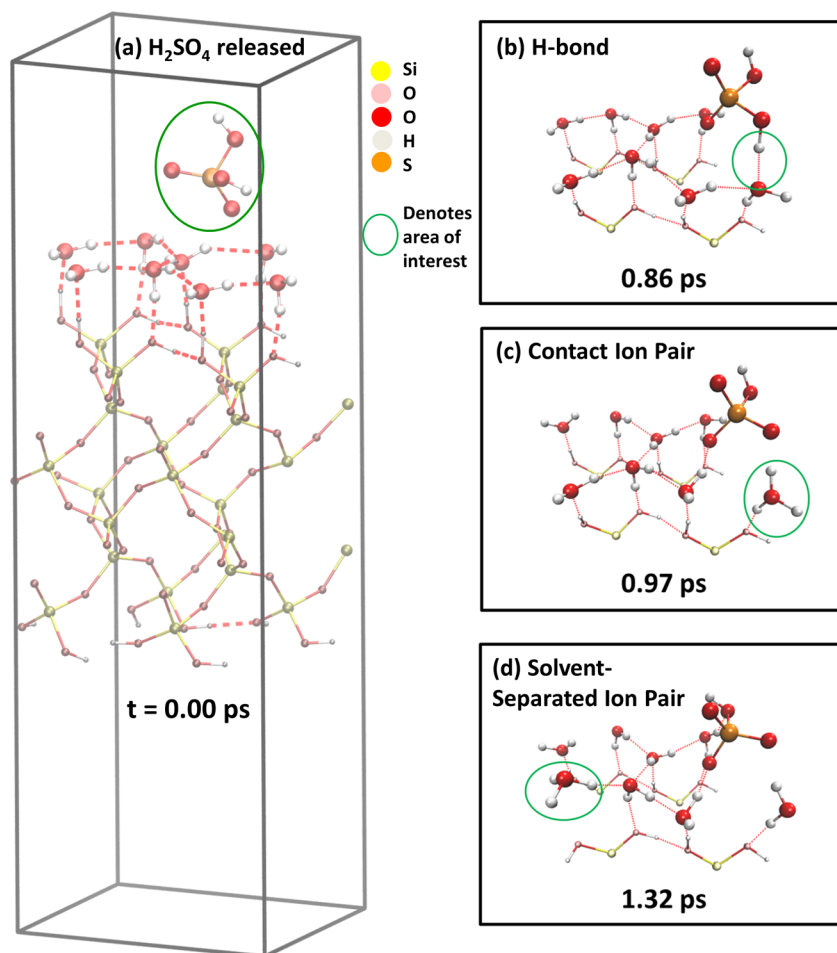 (a) H₂SO₄ released
Si
O
O
H
S
Denotes
area of
interest
t = 0.00 ps
(b) H-bond
0.86 ps
(c) Contact Ion Pair
0.97 ps
(d) Solvent-
Separated Ion Pair
1.32 ps